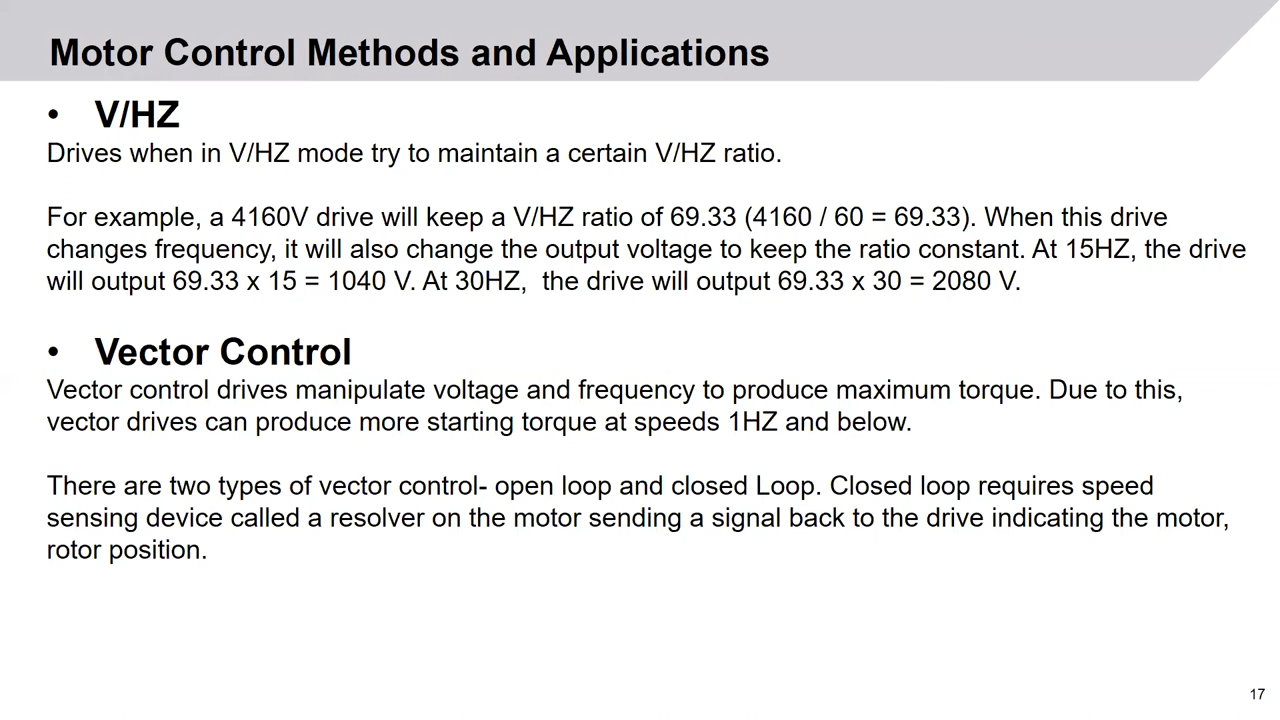 Motor Control Methods and Applications
• V/HZ
Drives when in V/HZ mode try to maintain a certain V/HZ ratio.
For example, a 4160V drive will keep a V/HZ ratio of 69.33 (4160 / 60 = 69.33). When this drive
changes frequency, it will also change the output voltage to keep the ratio constant. At 15HZ, the drive
will output 69.33 x 15 = 1040 V. At 30HZ,  the drive will output 69.33 x 30 = 2080 V.
• Vector Control
Vector control drives manipulate voltage and frequency to produce maximum torque. Due to this,
vector drives can produce more starting torque at speeds 1HZ and below.
There are two types of vector control- open loop and closed Loop. Closed loop requires speed
sensing device called a resolver on the motor sending a signal back to the drive indicating the motor,
rotor position.
17